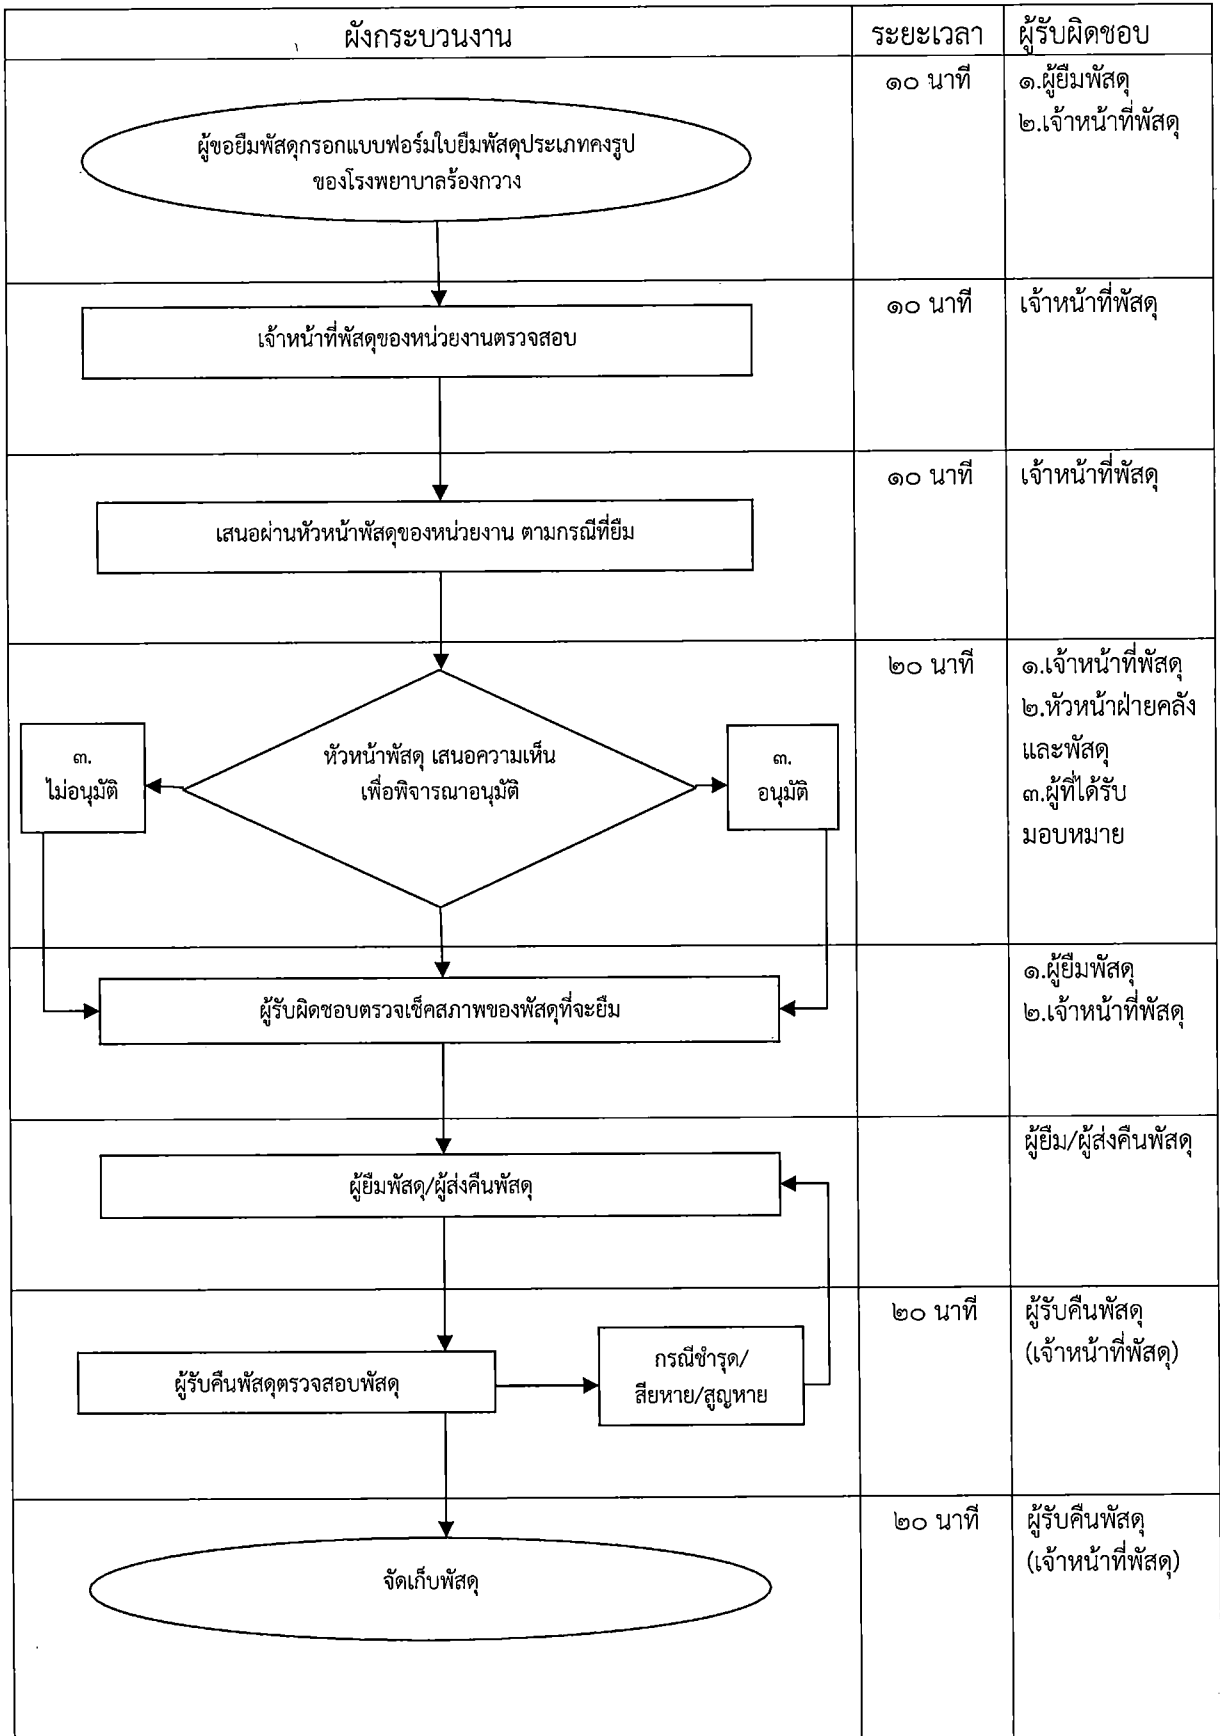 ผังกระบวนงาน
ระยะเวลา
ผู้รับผิดชอบ
ผู้ขอยืมพัสดุกรอกแบบฟอร์มใบยืมพัสดุประเภทคงรูป
ของโรงพยาบาลร้องกวาง
๑๐ นาที
๑.ผู้ยืมพัสดุ
๒.เจ้าหน้าที่พัสดุ
เจ้าหน้าที่พัสดุของหน่วยงานตรวจสอบ
๑๐ นาที
เจ้าหน้าที่พัสดุ
เสนอผ่านหัวหน้าพัสดุของหน่วยงาน ตามกรณีที่ยืม
๑๐ นาที
เจ้าหน้าที่พัสดุ
หัวหน้าพัสดุ เสนอความเห็น
เพื่อพิจารณาอนุมัติ
๓.
ไม่อนุมัติ
๓.
อนุมัติ
๒๐ นาที
๑.เจ้าหน้าที่พัสดุ
๒.หัวหน้าฝ่ายคลัง
และพัสดุ
๓.ผู้ที่ได้รับ
มอบหมาย
ผู้รับผิดชอบตรวจเช็คสภาพของพัสดุที่จะยืม
๑.ผู้ยืมพัสดุ
๒.เจ้าหน้าที่พัสดุ
ผู้ยืมพัสดุ/ผู้ส่งคืนพัสดุ
ผู้ยืม/ผู้ส่งคืนพัสดุ
ผู้รับคืนพัสดุตรวจสอบพัสดุ
กรณีชำรุด/
สียหาย/สูญหาย
๒๐ นาที
ผู้รับคืนพัสดุ
(เจ้าหน้าที่พัสดุ)
จัดเก็บพัสดุ
๒๐ นาที
ผู้รับคืนพัสดุ
(เจ้าหน้าที่พัสดุ)